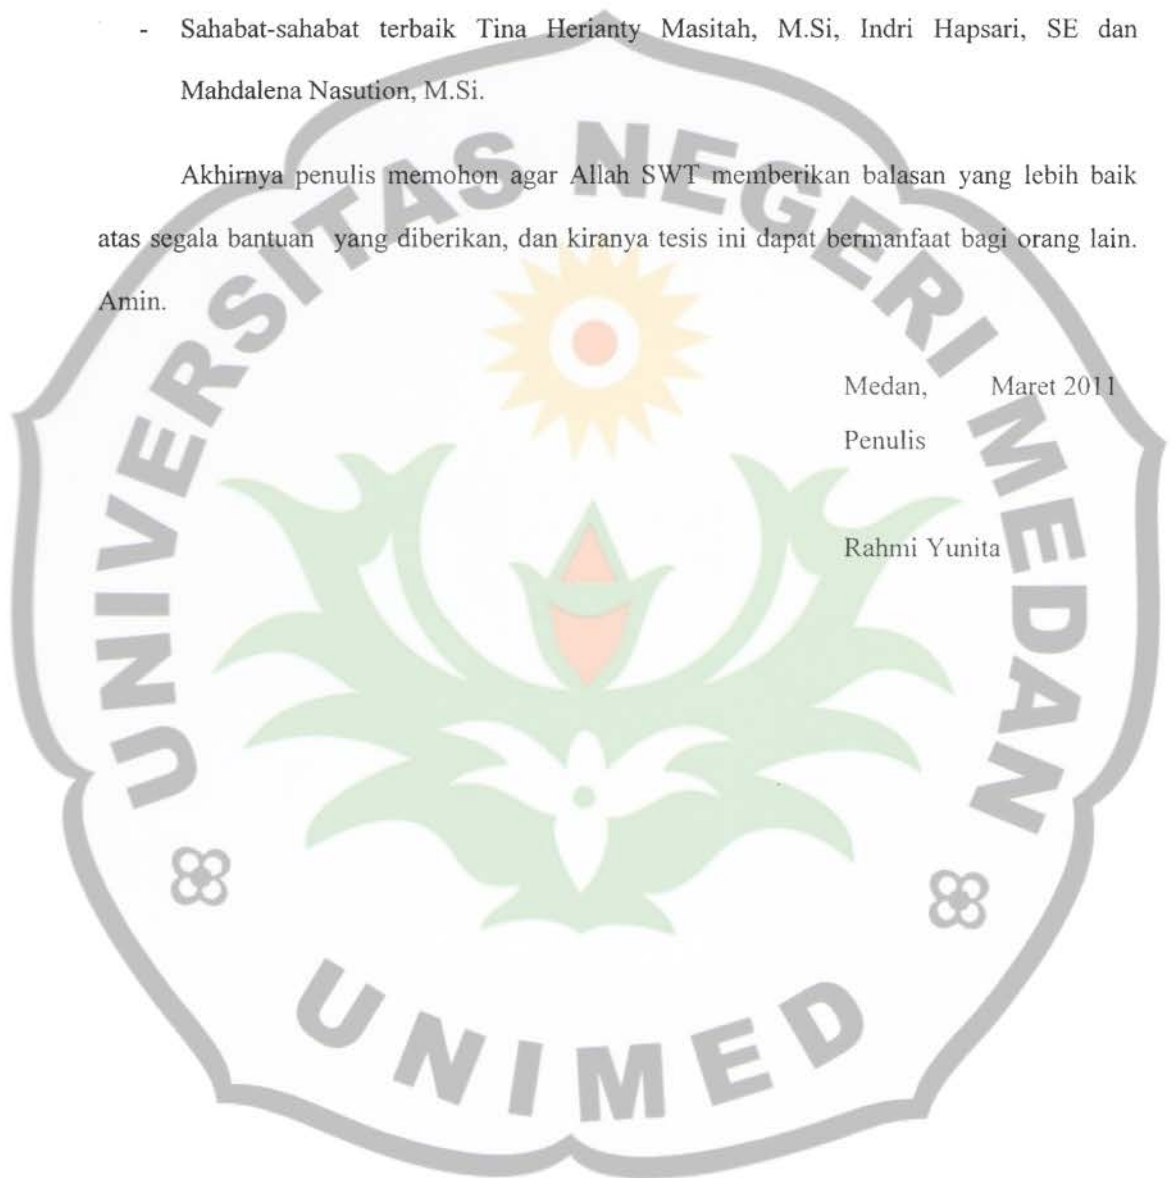 - Sahabat-sahabat terbaik Tina Herianty Masitah, M.Si, Indri Hapsari, SE dan
Mahdalena Nasution, M.Si.
Akhirnya penulis memohon agar Allah SWT memberikan balasan yang lebih baik
atas segala bantuan yang diberikan, dan kiranya tesis ini dapat bermanfaat bagi orang lain.
Amin.
Medan, Maret 2011
Penulis
Rahmi Yunita
UNIVERSITAS NEGERI MEDAN
UNIMED